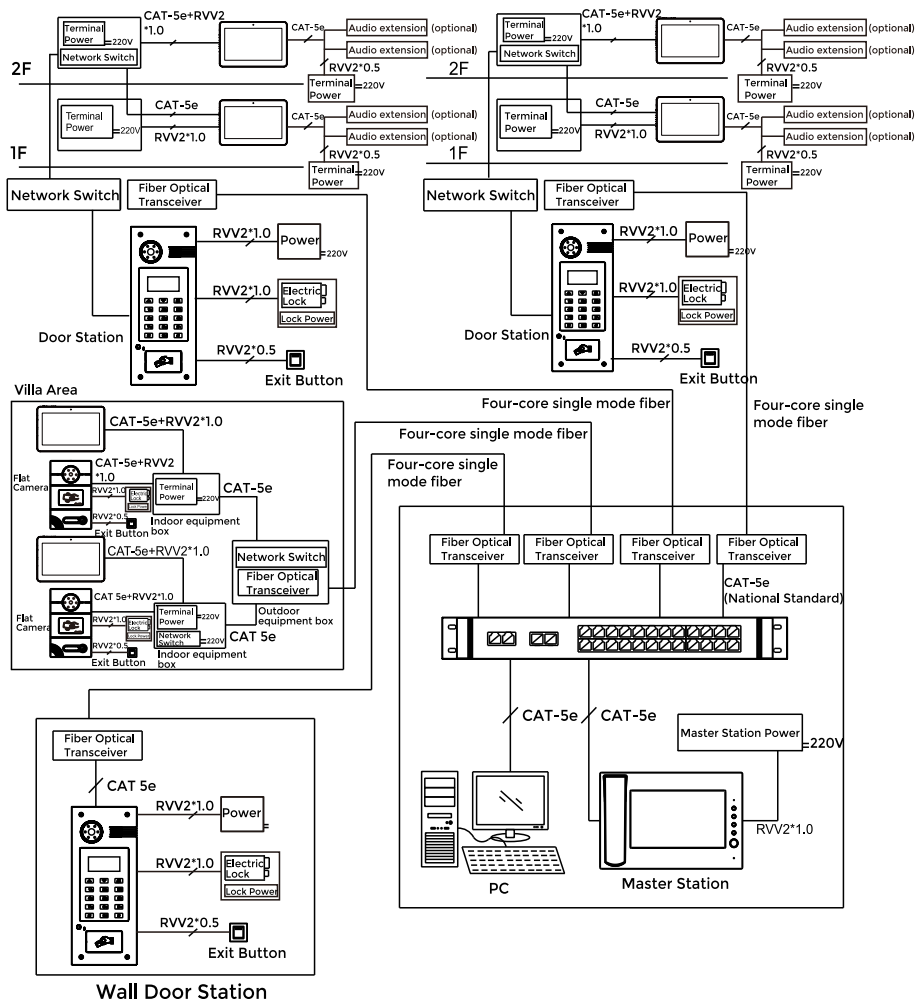 CAT-5e+RVV2
*1.0
Terminal
Power
220V
Network Switch
CAT-5e
Audio extension (optional)
Audio extension (optional)
RVV2*0.5
Terminal
Power
220V
2F
Terminal
Power
220V
CAT-5e
RVV2*1.0
CAT-5e
Audio extension (optional)
Audio extension (optional)
RVV2*0.5
Terminal
Power
220V
1F
CAT-5e+RVV2
*1.0
Terminal
Power
220V
Network Switch
CAT-5e
Audio extension (optional)
Audio extension (optional)
RVV2*0.5
Terminal
Power
220V
2F
Terminal
Power
220V
CAT-5e
RVV2*1.0
CAT-5e
Audio extension (optional)
Audio extension (optional)
RVV2*0.5
Terminal
Power
220V
1F
Network Switch
Fiber Optical
Transceiver
RVV2*1.0
Power
220V
RVV2*1.0
Electric
Lock
Lock Power
Door Station
RVV2*0.5
Exit Button
Network Switch
Fiber Optical
Transceiver
RVV2*1.0
Power
220V
RVV2*1.0
Electric
Lock
Lock Power
Door Station
RVV2*0.5
Exit Button
Villa Area
CAT-5e+RVV2*1.0
Flat
Camera
CAT-5e+RVV2
*1.0
RVV2*1.0
Electric
Lock
Lock Power
Terminal
Power
220V
CAT-5e
RVV2*0.5
Exit Button
Indoor equipment
box
CAT-5e+RVV2*1.0
Network Switch
Fiber Optical
Transceiver
Outdoor
equipment box
Flat
Camera
CAT 5e+RVV2*1.0
RVV2*1.0
Electric
Lock
Lock Power
Terminal
Power
220V
Network
Switch
220V
CAT 5e
RVV2*0.5
Exit Button
Indoor equipment
box
Four-core single mode fiber
Four-core single
mode fiber
Four-core single mode fiber
Four-core single
mode fiber
Fiber Optical
Transceiver
Fiber Optical
Transceiver
Fiber Optical
Transceiver
Fiber Optical
Transceiver
CAT-5e
(National Standard)
CAT-5e
CAT-5e
Master Station Power
220V
RVV2*1.0
PC
Master Station
Fiber Optical
Transceiver
CAT 5e
RVV2*1.0
Power
RVV2*1.0
Electric
Lock
Lock Power
RVV2*0.5
Exit Button
Wall Door Station